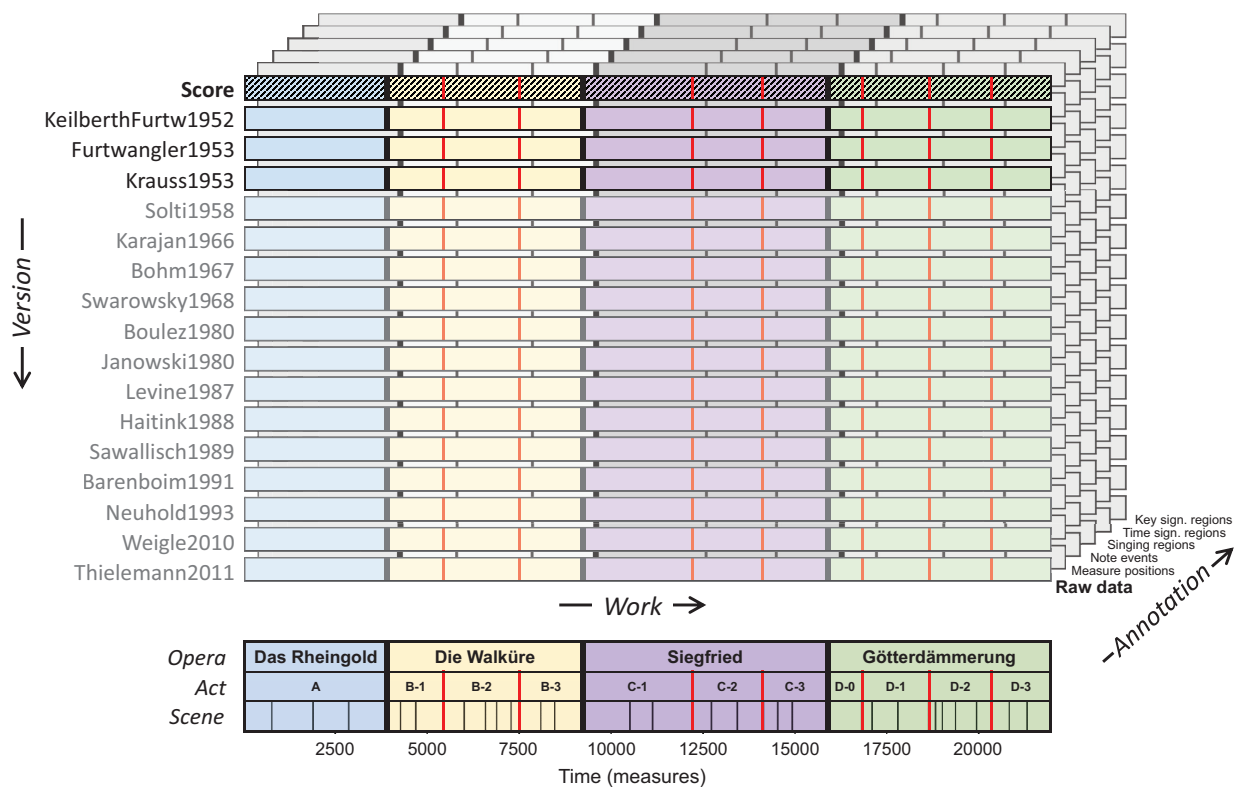 Score
KeilberthFurtw1952
Furtwangler1953
Krauss1953
Solti1958
Karajan1966
Bohm1967
Swarowsky1968
Boulez1980
Janowski1980
Levine1987
Haitink1988
Sawallisch1989
Barenboim1991
Neuhold1993
Weigle2010
Thielemann2011
Version
Key sign. regions
Time sign. regions
Singing regions
Note events
Measure positions
Raw data
Annotation
Work
Opera Das Rheingold Die Walküre Siegfried Götterdämmerung
Act A B-1 B-2 B-3 C-1 C-2 C-3 D-0 D-1 D-2 D-3
Scene
2500 5000 7500 10000 12500 15000 17500 20000
Time (measures)